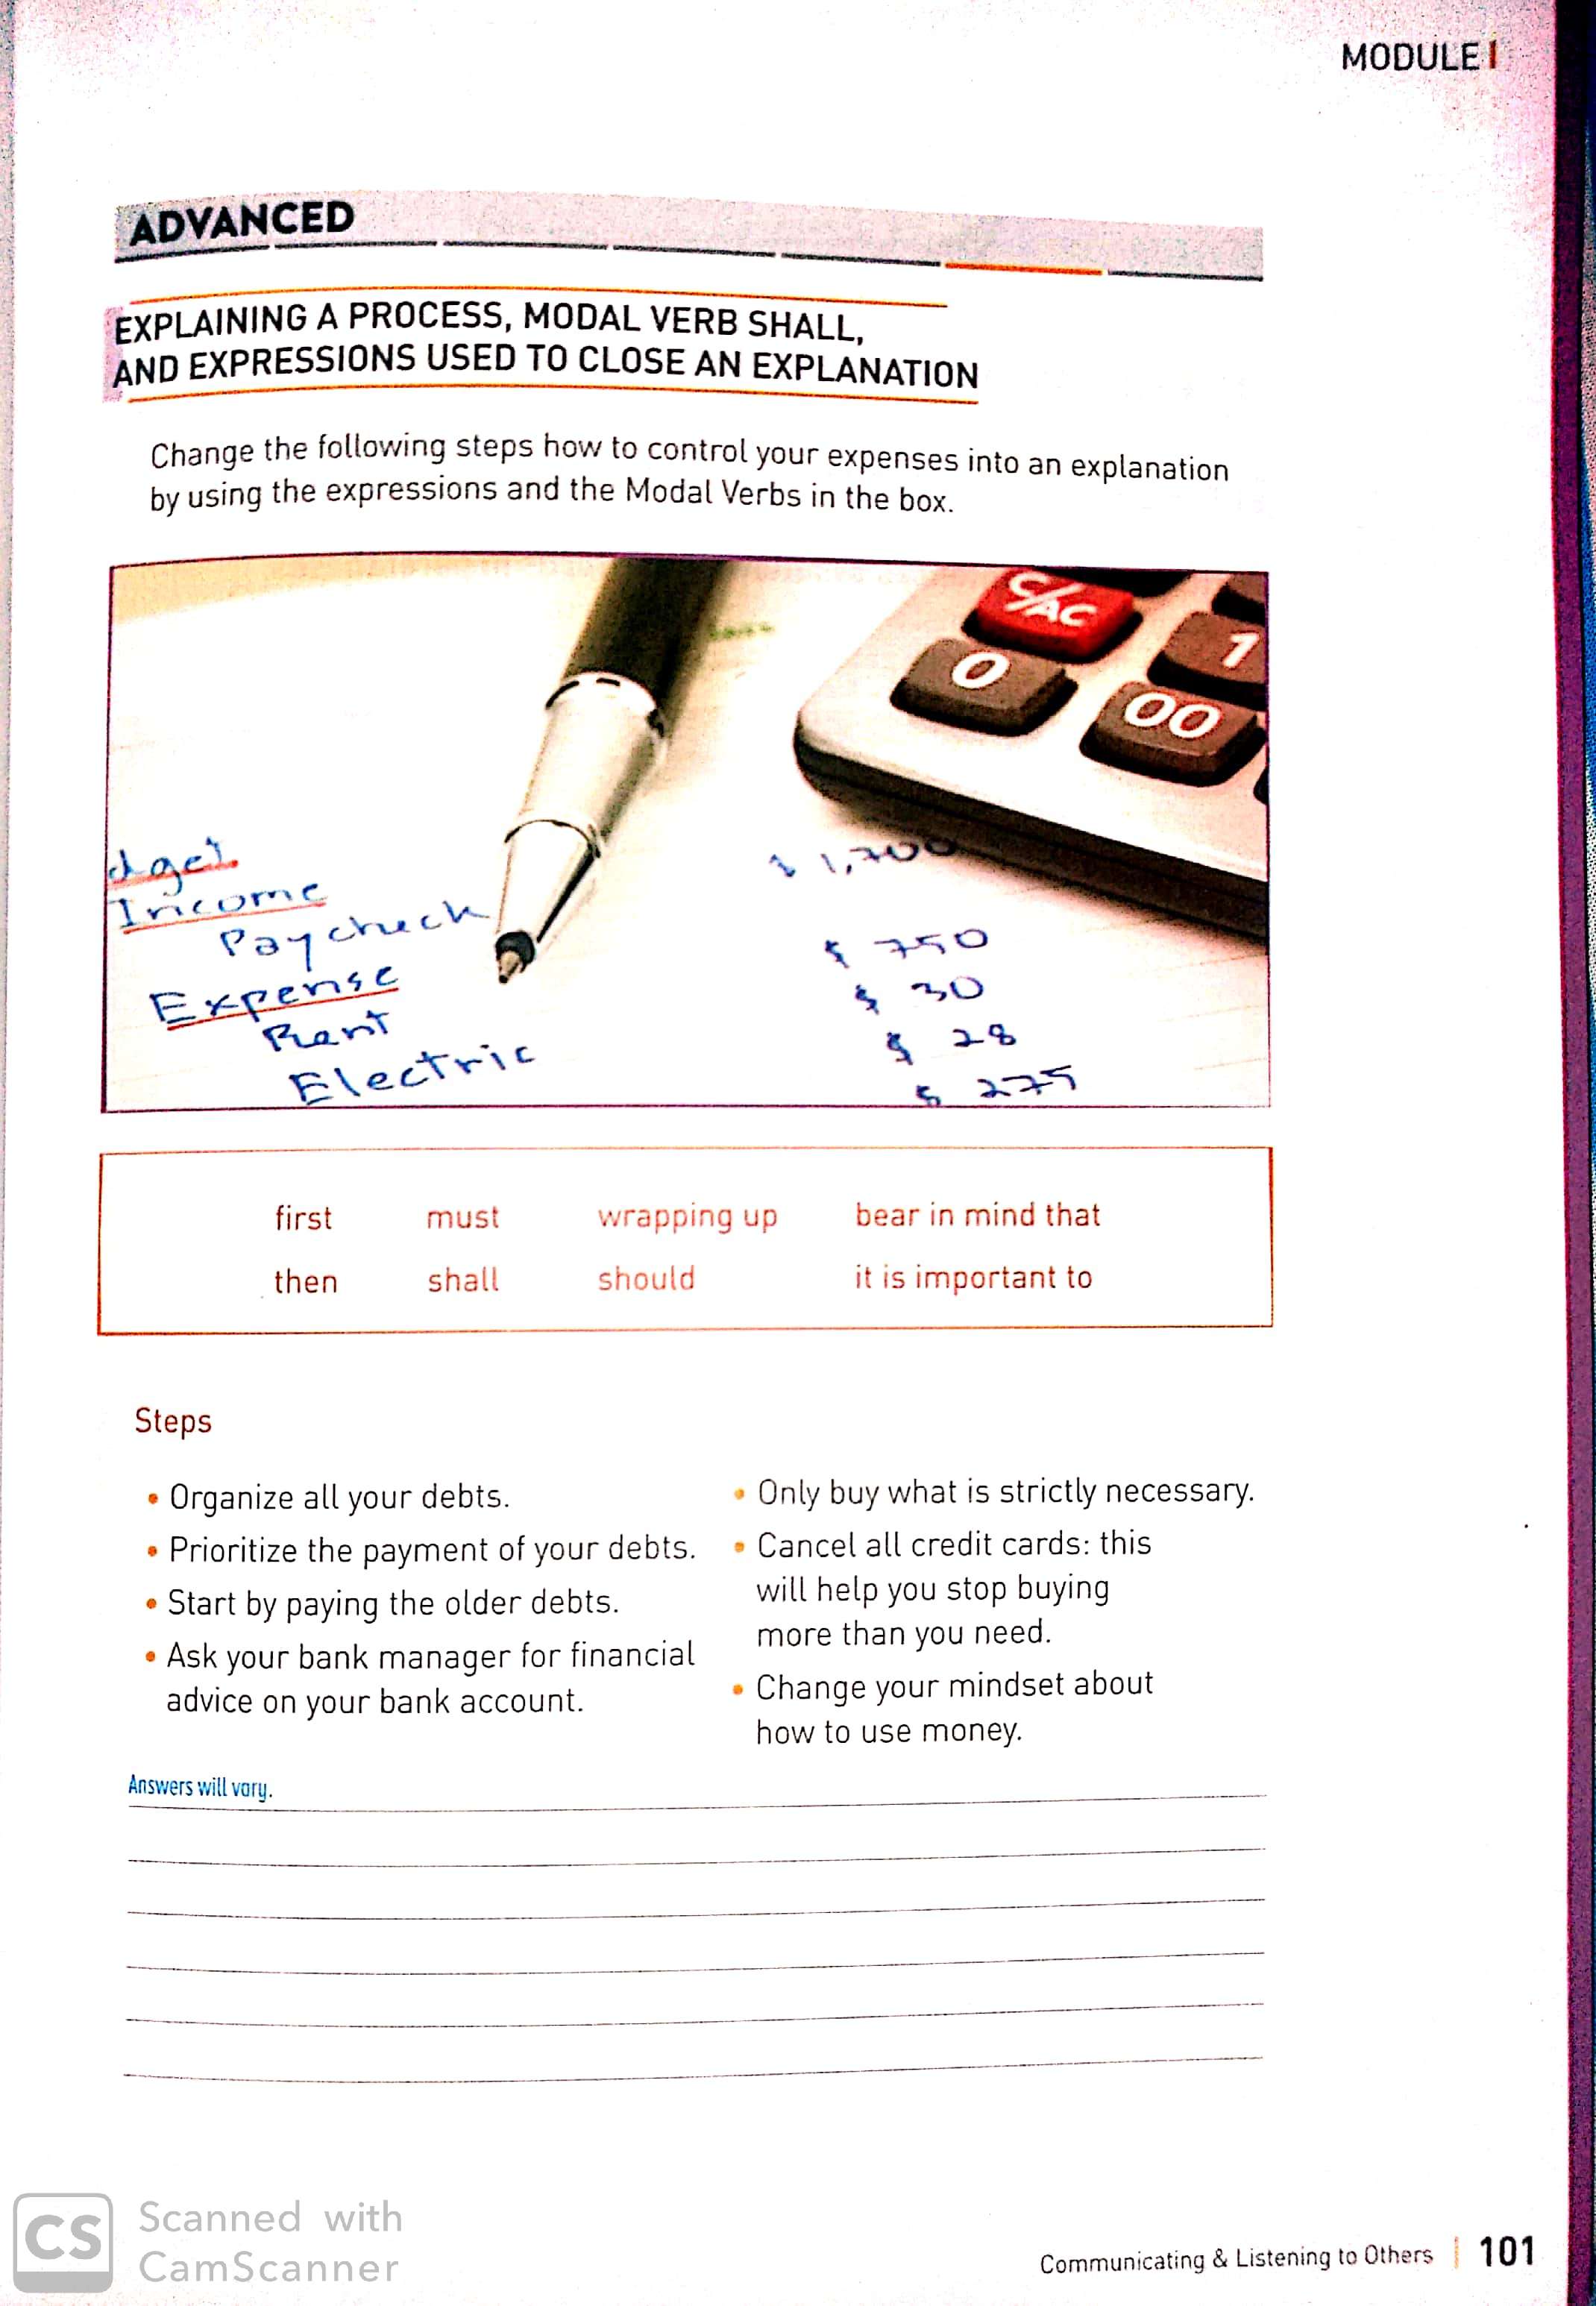 MODULE I
ADVANCED
EXPLAINING A PROCESS, MODAL VERB SHALL,
AND EXPRESSIONS USED TO CLOSE AN EXPLANATION
Change the following steps how to control your expenses into an explanation
by using the expressions and the Modal Verbs in the box.
C/AC
0
1
00
dget
Income
Paycheck
$ 1,700
Expense
$ 750
Rent
$ 30
Electric
$ 28
$ 275
first must wrapping up bear in mind that
then shall should it is important to
Steps
• Organize all your debts.
• Prioritize the payment of your debts.
• Start by paying the older debts.
• Ask your bank manager for financial
advice on your bank account.
• Only buy what is strictly necessary.
• Cancel all credit cards: this
will help you stop buying
more than you need.
• Change your mindset about
how to use money.
Answers will vary.
CS
Scanned with
CamScanner
Communicating & Listening to Others | 101